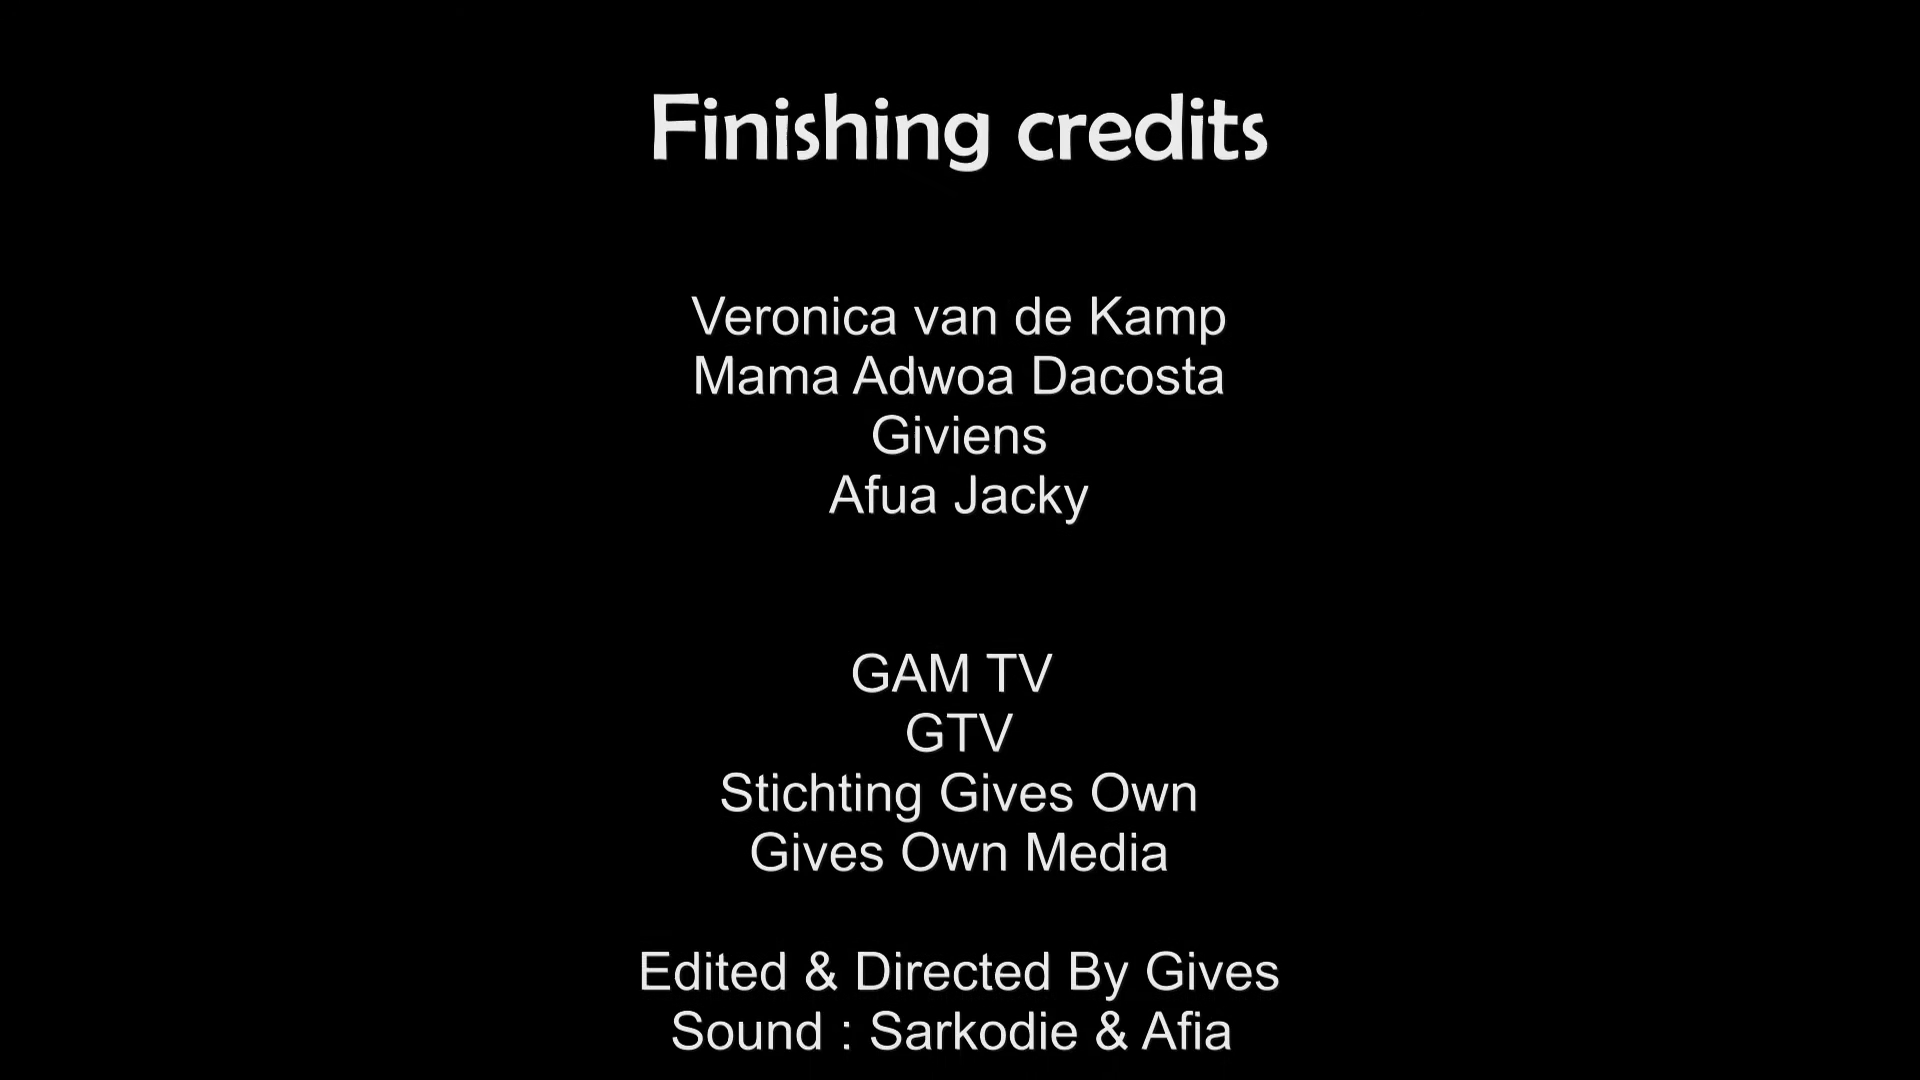 Finishing credits
Veronica van de Kamp
Mama Adwoa Dacosta
Giviens
Afua Jacky
GAM TV
GTV
Stichting Gives Own
Gives Own Media
Edited & Directed By Gives
Sound : Sarkodie & Afia